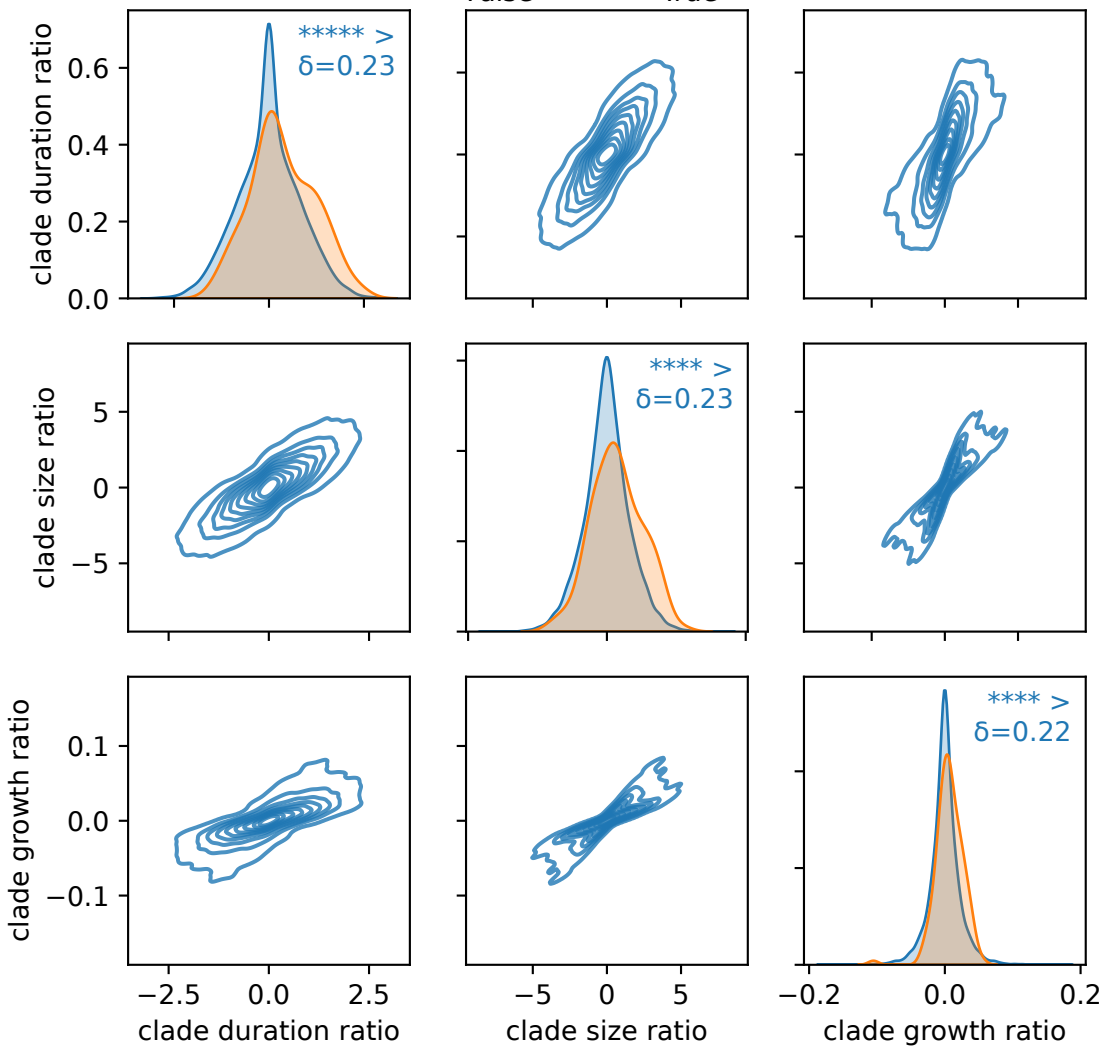 clade duration ratio
0.6
0.4
0.2
0.0
***** >
δ=0.23
clade size ratio
5
0
−5
**** >
δ=0.23
clade growth ratio
0.1
0.0
−0.1
**** >
δ=0.22
−2.5 0.0 2.5
−5 0 5
−0.2 0.0 0.2
clade duration ratio
clade size ratio
clade growth ratio